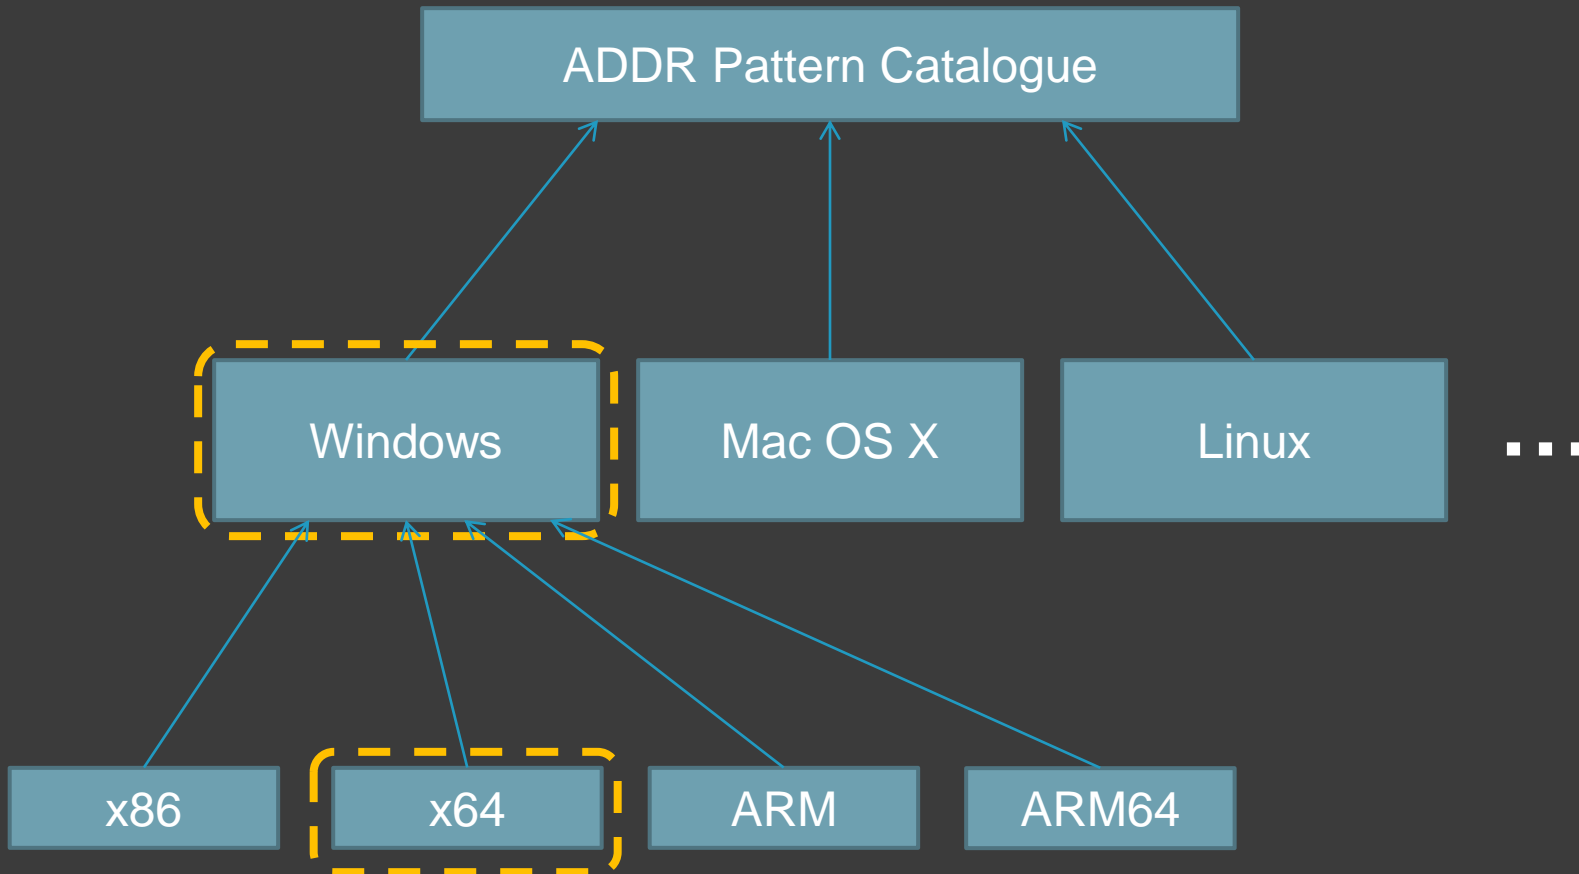 ADDR Pattern Catalogue
Windows
Mac OS X
Linux
...
x86
x64
ARM
ARM64